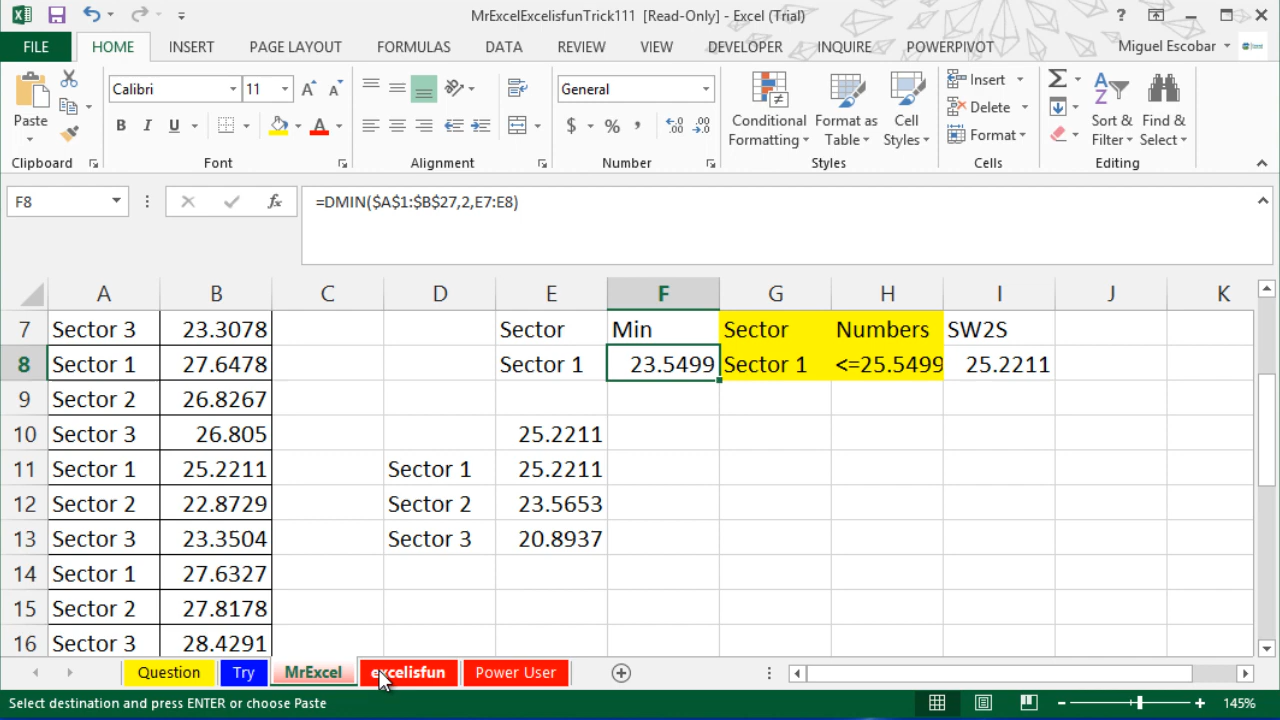 MrExcelExcelisfunTrick111 [Read-Only] - Excel (Trial)
FILE HOME INSERT PAGE LAYOUT FORMULAS DATA REVIEW VIEW DEVELOPER INQUIRE POWERPIVOT Miguel Escobar
Calibri 11 General
Paste
Conditional Formatting
Format as Table
Cell Styles
Insert
Delete
Format
Sort & Filter
Find & Select
Clipboard Font Alignment Number Styles Cells Editing
F8 fx =DMIN($A$1:$B$27,2,E7:E8)
A B C D E F G H I J K
7 Sector 3 23.3078 Sector Min Sector Numbers SW2S
8 Sector 1 27.6478 Sector 1 23.5499 Sector 1 <=25.5499 25.2211
9 Sector 2 26.8267
10 Sector 3 26.805 25.2211
11 Sector 1 25.2211 Sector 1 25.2211
12 Sector 2 22.8729 Sector 2 23.5653
13 Sector 3 23.3504 Sector 3 20.8937
14 Sector 1 27.6327
15 Sector 2 27.8178
16 Sector 3 28.4291
Question Try MrExcel excelisfun Power User
Select destination and press ENTER or choose Paste 145%